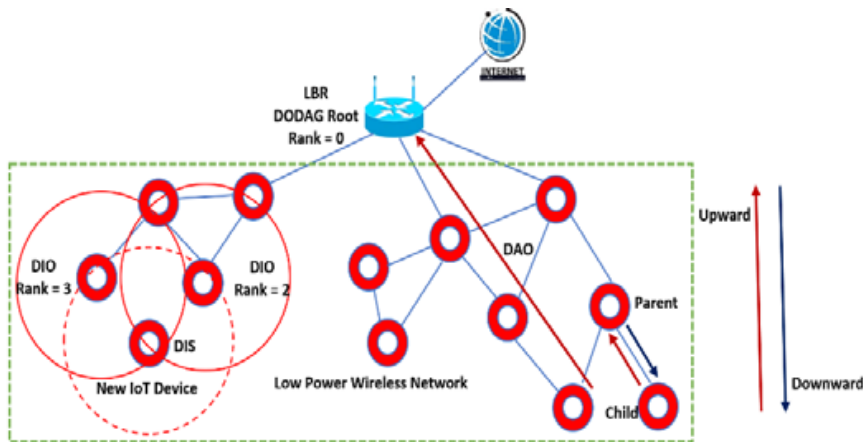 INTERNET
LBR
DODAG Root
Rank = 0
Upward
DAO
DIO
Rank = 3
DIO
Rank = 2
Parent
DIS
New IoT Device
Low Power Wireless Network
Downward
Child